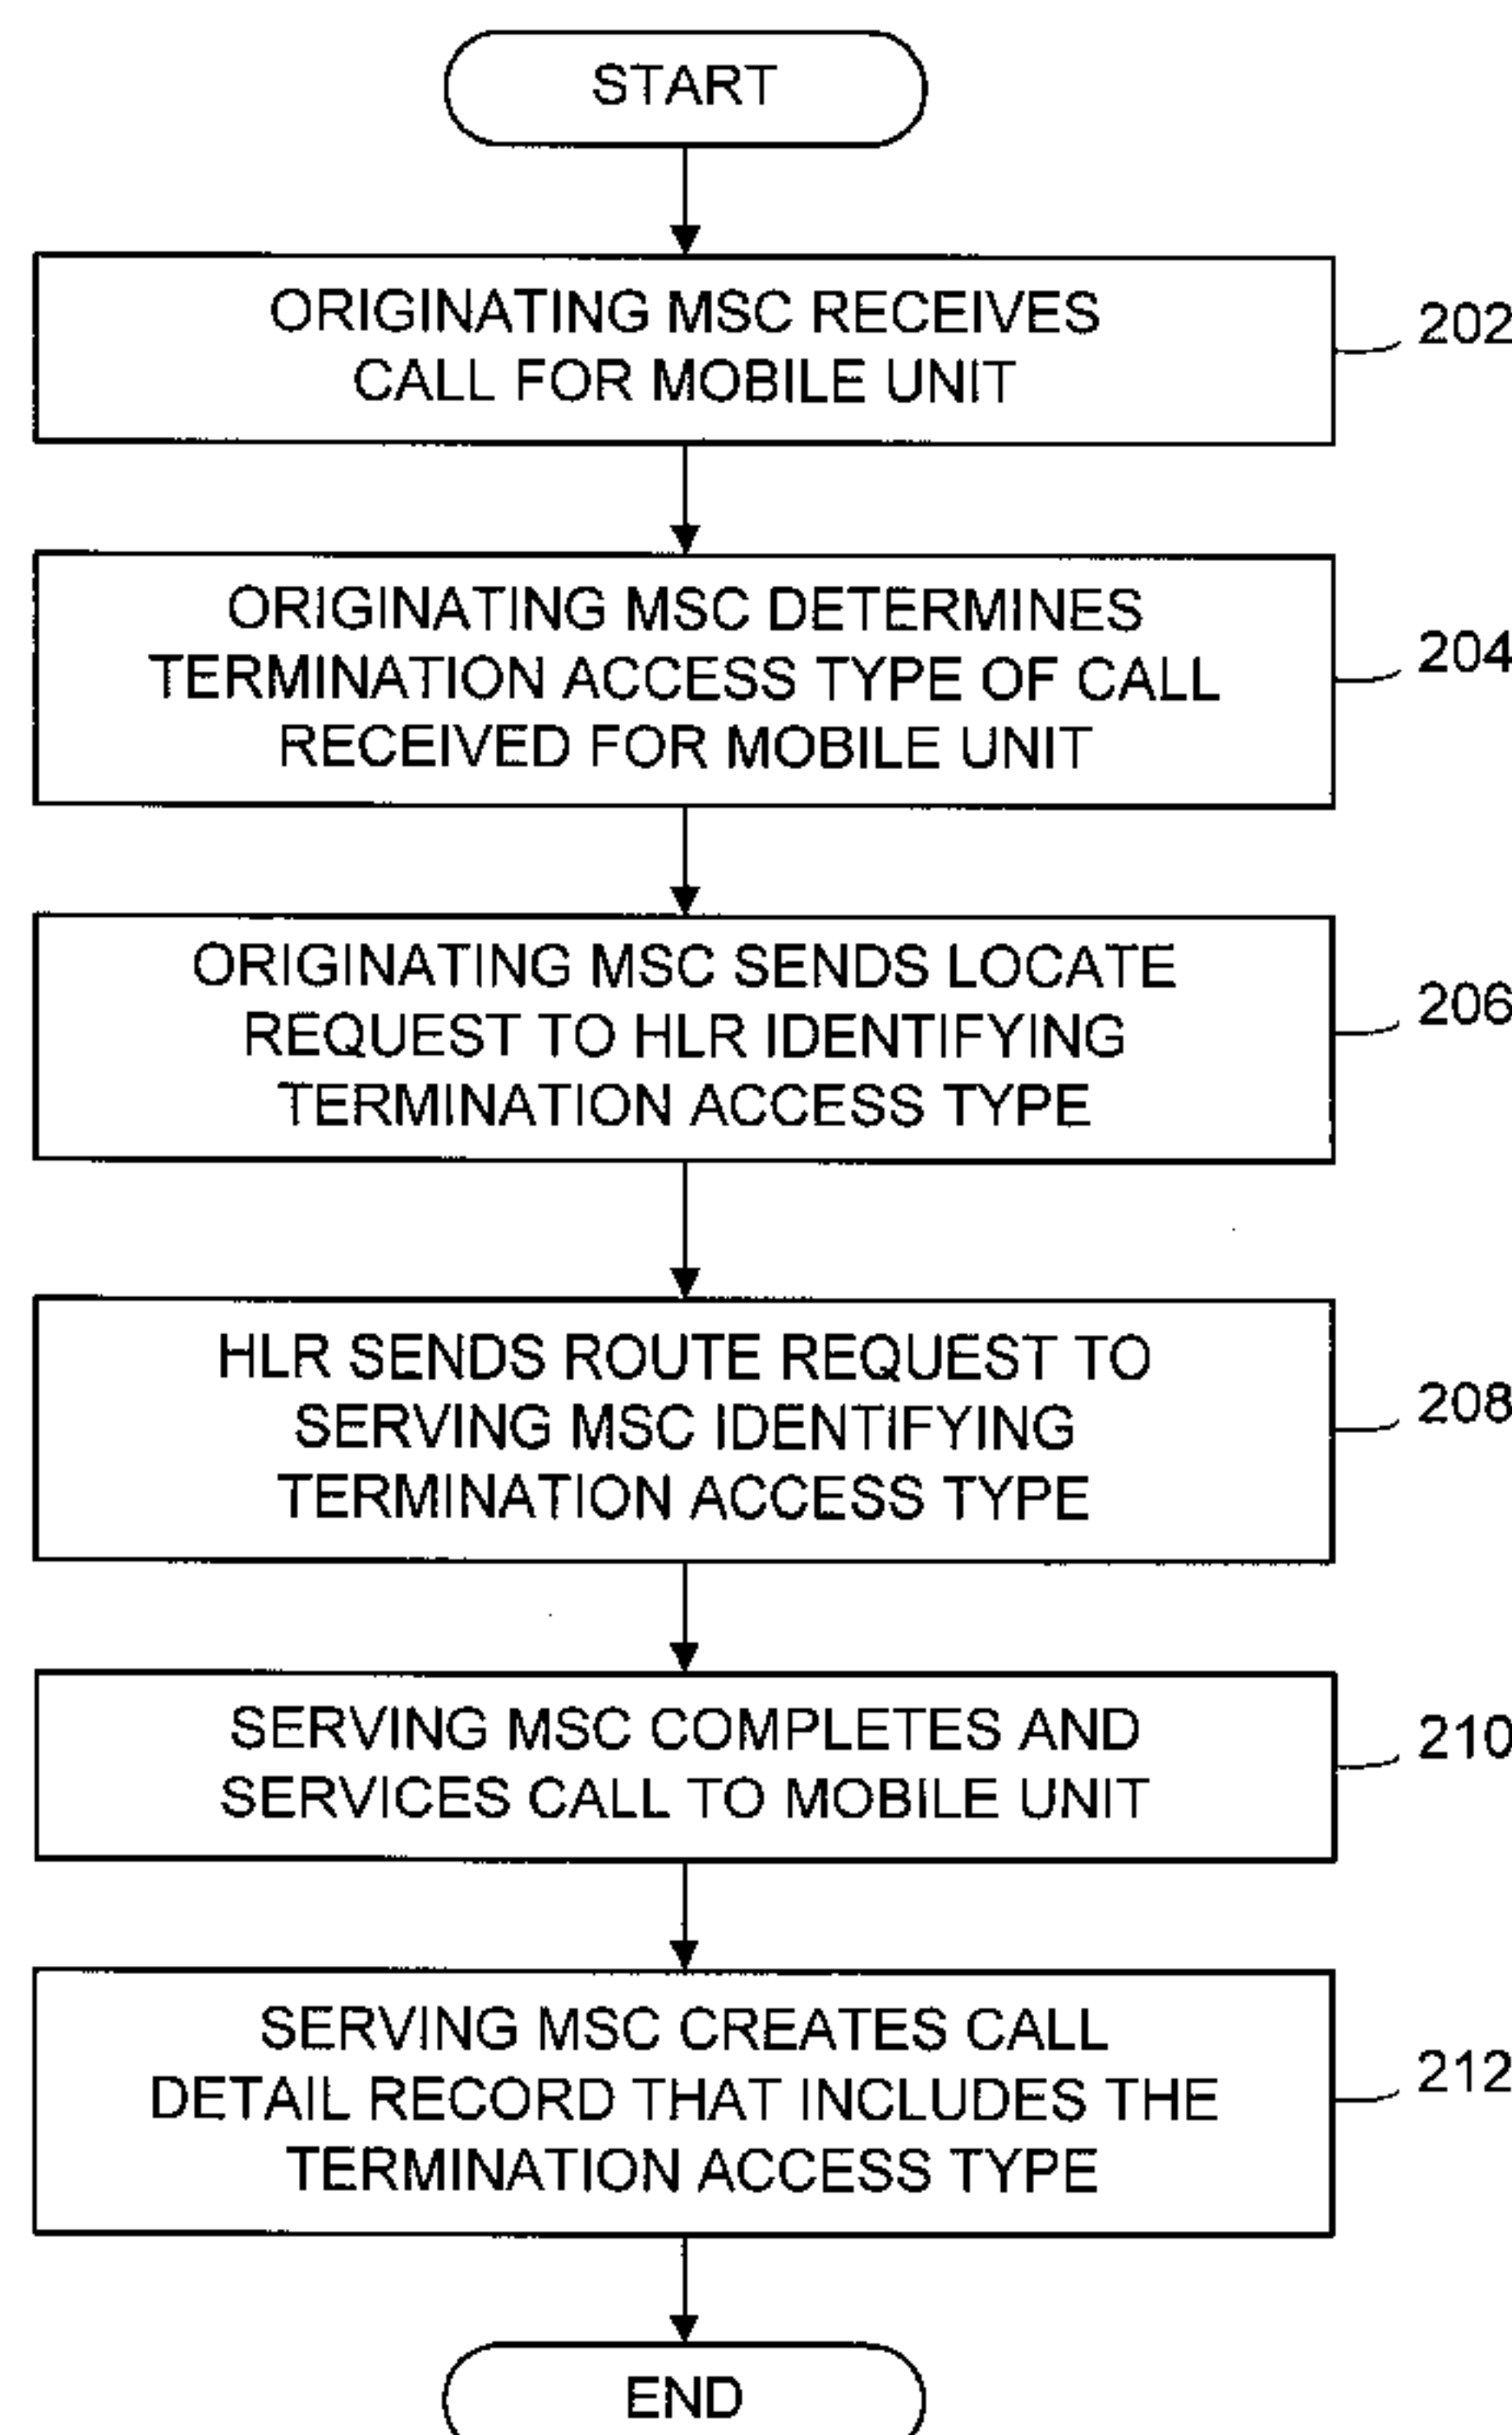 START
ORIGINATING MSC RECEIVES
CALL FOR MOBILE UNIT
202
ORIGINATING MSC DETERMINES
TERMINATION ACCESS TYPE OF CALL
RECEIVED FOR MOBILE UNIT
204
ORIGINATING MSC SENDS LOCATE
REQUEST TO HLR IDENTIFYING
TERMINATION ACCESS TYPE
206
HLR SENDS ROUTE REQUEST TO
SERVING MSC IDENTIFYING
TERMINATION ACCESS TYPE
208
SERVING MSC COMPLETES AND
SERVICES CALL TO MOBILE UNIT
210
SERVING MSC CREATES CALL
DETAIL RECORD THAT INCLUDES THE
TERMINATION ACCESS TYPE
212
END